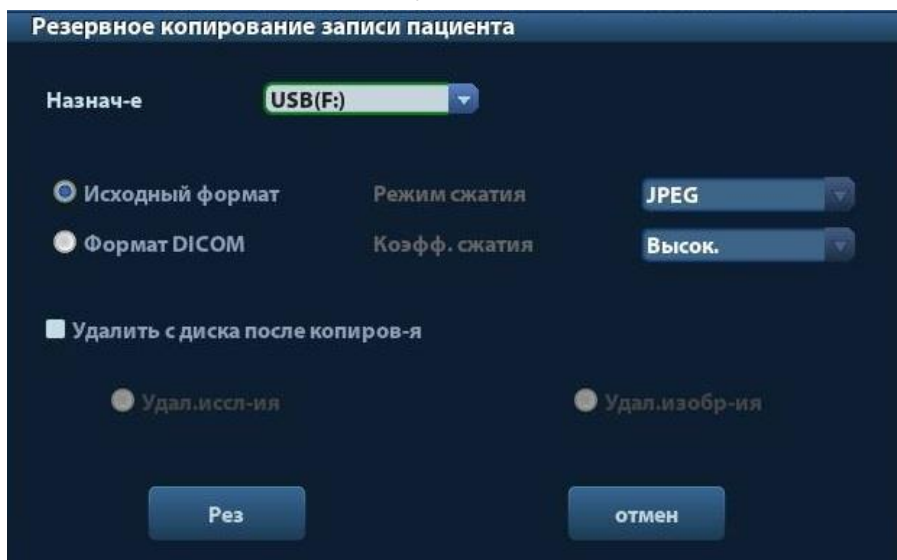 Резервное копирование записи пациента
Назнач-е USB(F:)
Исходный формат Режим сжатия JPEG
Формат DICOM Коэфф. сжатия Высок.
Удалить с диска после копиров-я
Удал.иссл-ия Удал.изобр-ия
Рез отмен